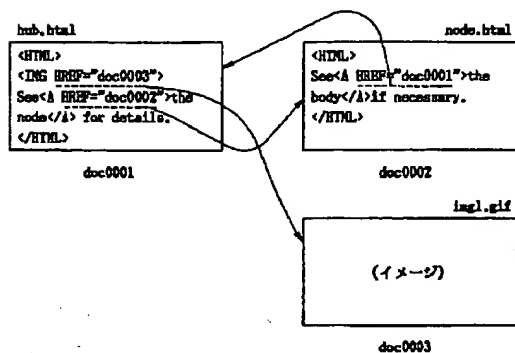 hub.html
<HTML>
<IMG HREF="doc0003">
See<A HREF="doc0002">the
node</A> for details.
</HTML>
doc0001
node.html
<HTML>
See<A HREF="doc0001">the
body</A>if necessary.
</HTML>
doc0002
img1.gif
(イメージ)
doc0003